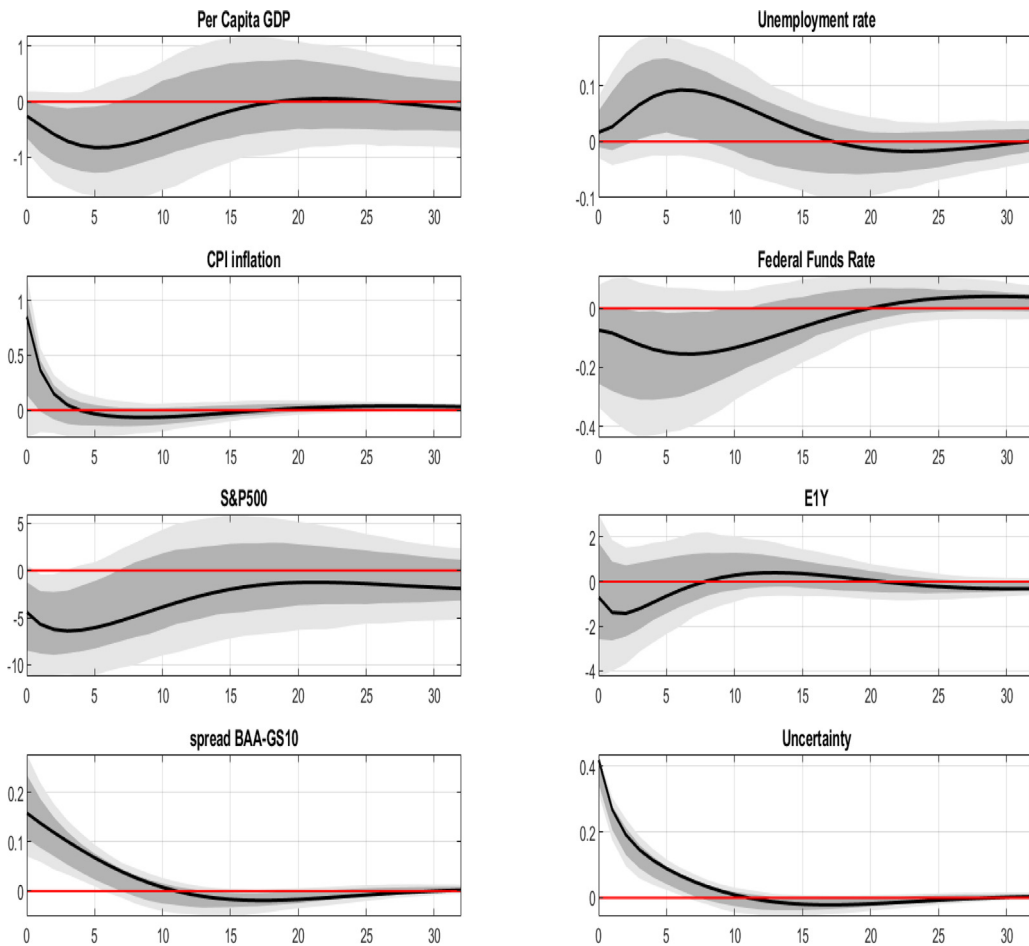 Per Capita GDP
1
0
-1
0 5 10 15 20 25 30
Unemployment rate
0.1
0
-0.1
0 5 10 15 20 25 30
CPI inflation
1
0.5
0
0 5 10 15 20 25 30
Federal Funds Rate
0
-0.2
-0.4
0 5 10 15 20 25 30
S&P500
5
0
-5
-10
0 5 10 15 20 25 30
E1Y
2
0
-2
-4
0 5 10 15 20 25 30
spread BAA-GS10
0.2
0.1
0
0 5 10 15 20 25 30
Uncertainty
0.4
0.2
0
0 5 10 15 20 25 30